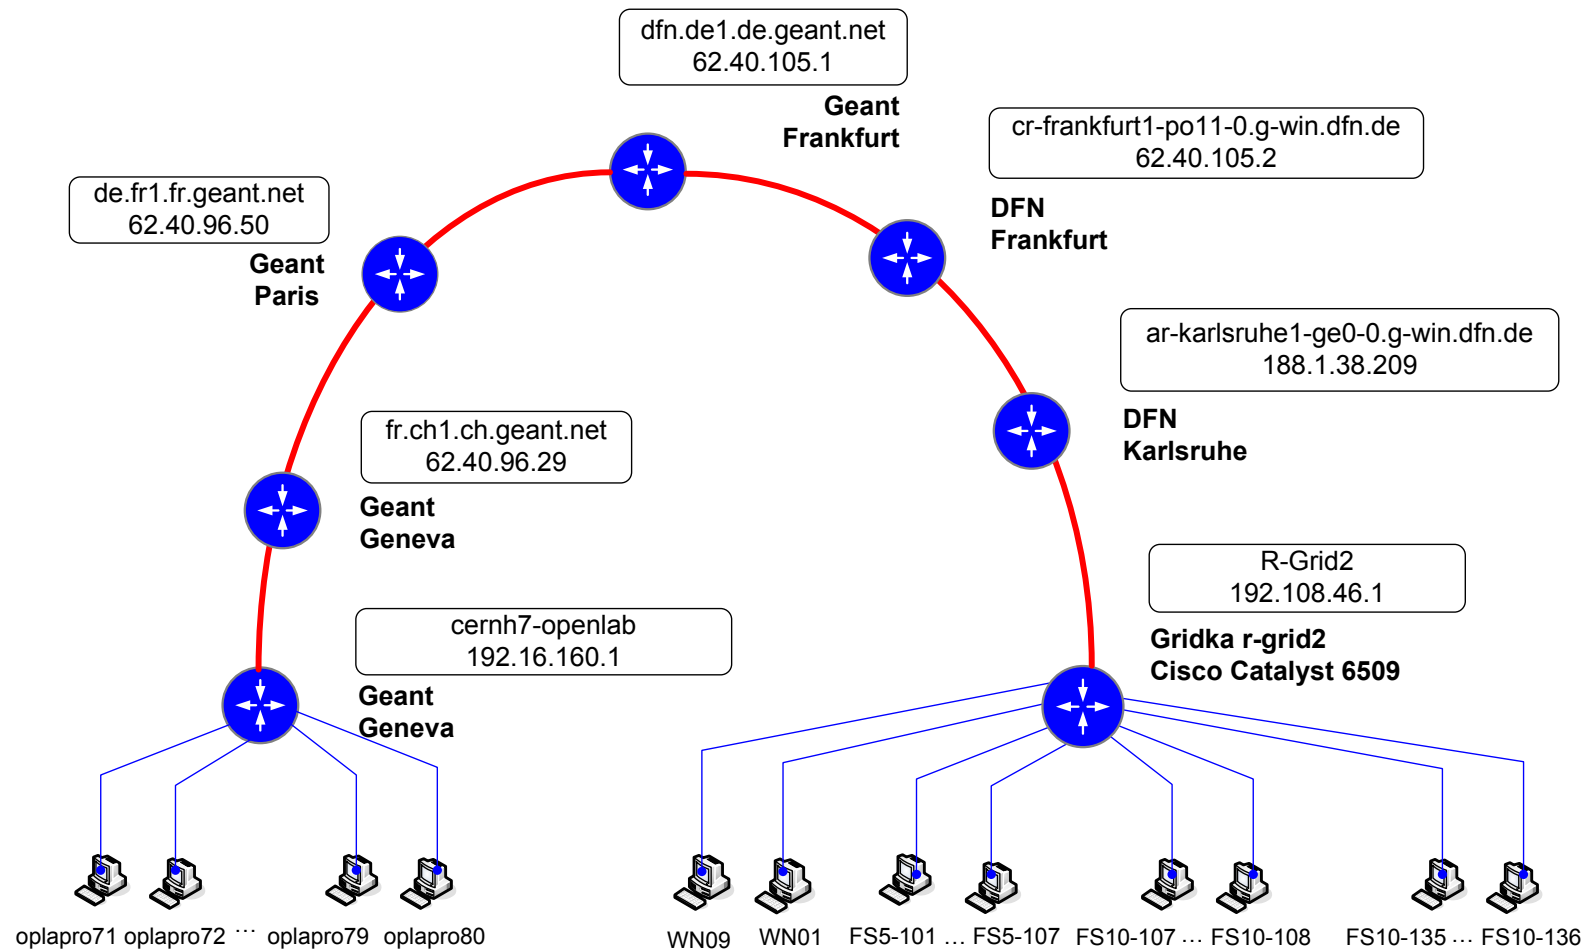 dfn.de1.de.geant.net
62.40.105.1
Geant
Frankfurt
cr-frankfurt1-po11-0.g-win.dfn.de
62.40.105.2
DFN
Frankfurt
de.fr1.fr.geant.net
62.40.96.50
Geant
Paris
ar-karlsruhe1-ge0-0.g-win.dfn.de
188.1.38.209
DFN
Karlsruhe
fr.ch1.ch.geant.net
62.40.96.29
Geant
Geneva
R-Grid2
192.108.46.1
Gridka r-grid2
Cisco Catalyst 6509
cernh7-openlab
192.16.160.1
Geant
Geneva
oplapro71 oplapro72 ... oplapro79 oplapro80
WN09 WN01 FS5-101 ... FS5-107 FS10-107 ... FS10-108 FS10-135 ... FS10-136